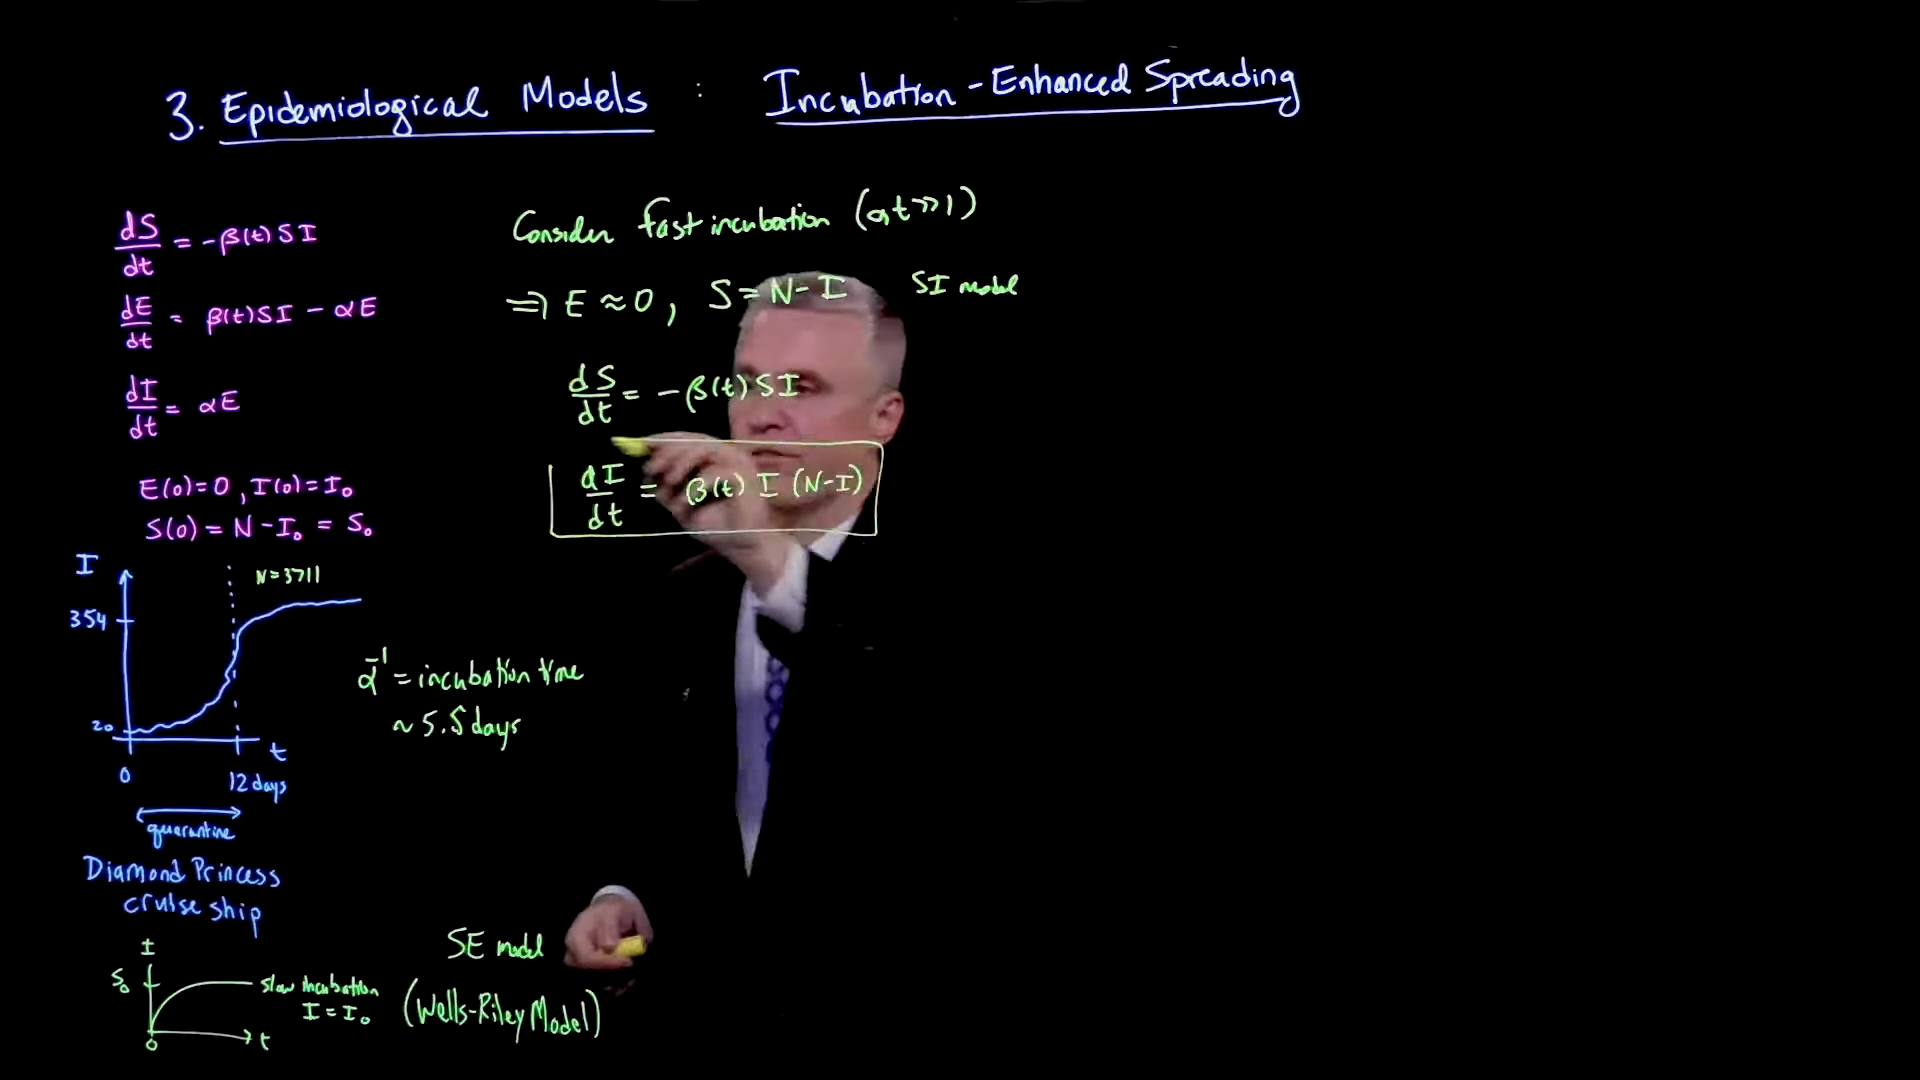 3. Epidemiological Models : Incubation-Enhanced Spreading
dS/dt = -β(t) S I
dE/dt = β(t) S I - αE
dI/dt = αE
E(0)=0, I(0)=I₀
S(0) = N-I₀ = S₀
I
N=3711
354
20
t
0
12 days
quarantine
Diamond Princess
cruise ship
I
S₀
slow incubation
I=I₀
0
t
α⁻¹ = incubation time
~ 5.5 days
SE model
(Wells-Riley Model)
Consider fast incubation (αt>>1)
⇒ E≈0, S=N-I
SI model
dS/dt = -β(t) S I
dI/dt = β(t) I (N-I)